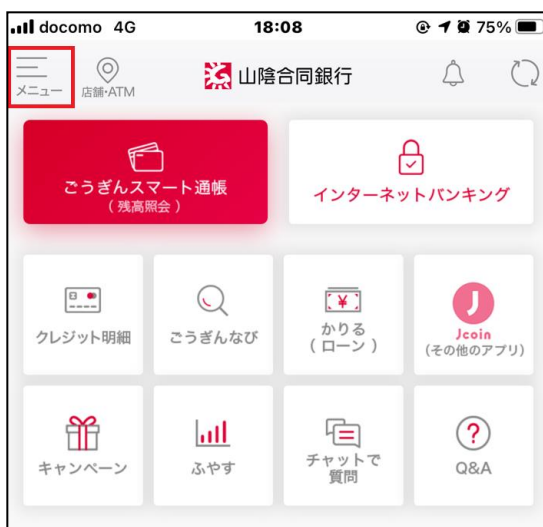 docomo 4G 18:08 75%
メニュー 店舗・ATM 山陰合同銀行
ごうぎんスマート通帳
（残高照会）
インターネットバンキング
クレジット明細
ごうぎんなび
かりる
（ローン）
J
Jcoin
(その他のアプリ)
キャンペーン
ふやす
チャットで
質問
?
Q&A